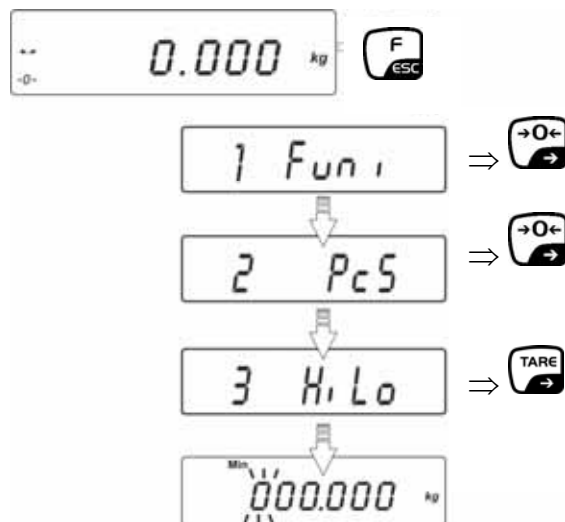 0.000 kg
-0-
F
ESC
1 Funi
→0←
2 PcS
→0←
3 HiLo
TARE
Min
000.000 kg